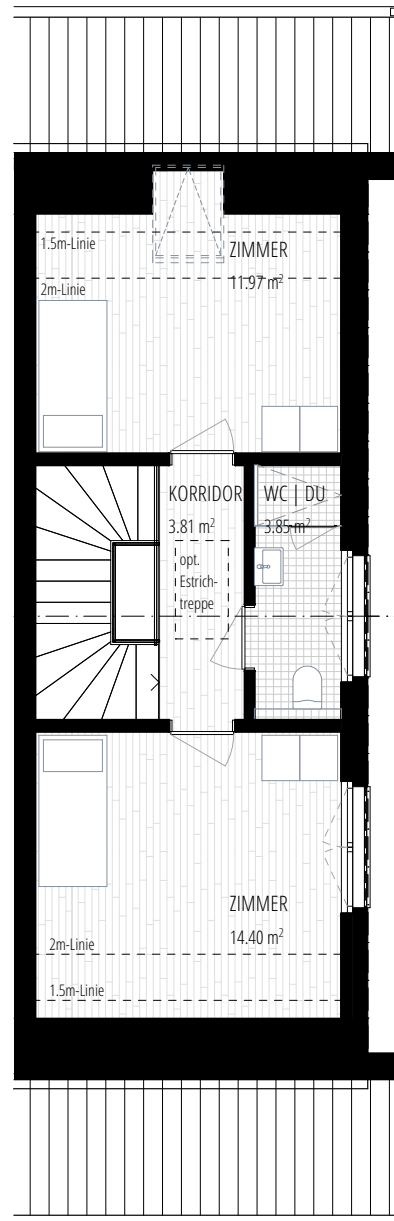 1.5m-Linie
ZIMMER
11.97 m²
2m-Linie
KORRIDOR
3.81 m²
WC | DU
3.85 m²
opt.
Estrich-
treppe
ZIMMER
14.40 m²
2m-Linie
1.5m-Linie